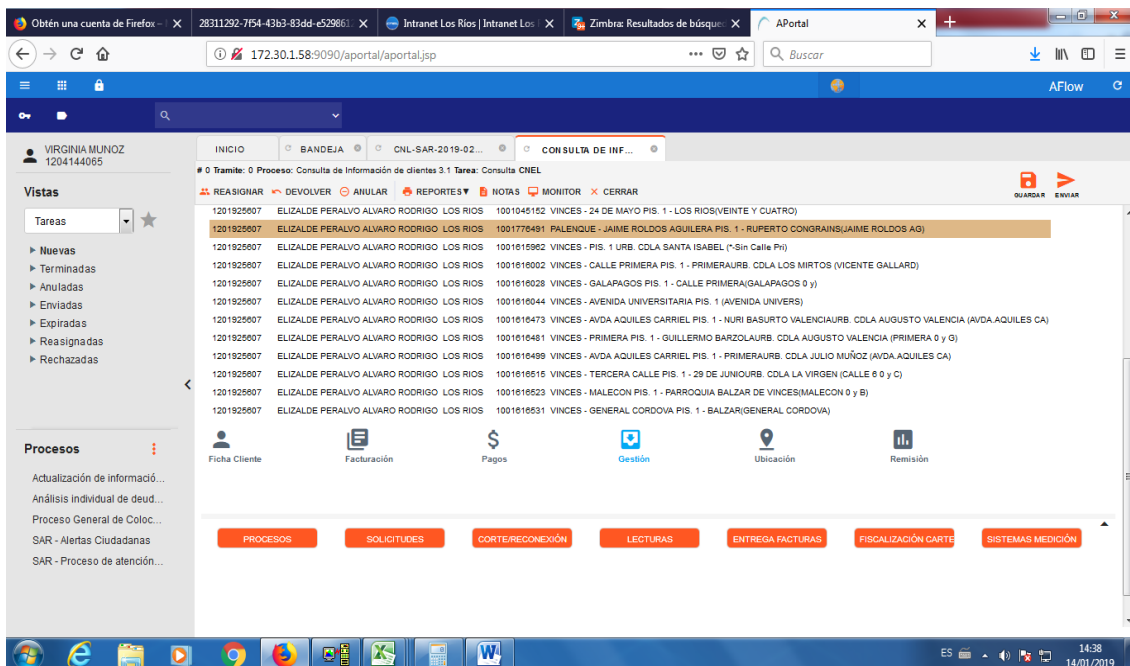 Obtén una cuenta de Firefox –
28311292-7f54-43b3-83dd-e529861
Intranet Los Ríos | Intranet Los
Zimbra: Resultados de búsque
APortal
172.30.1.58:9090/aportal/aportal.jsp
Buscar
AFlow
VIRGINIA MUNOZ
1204144065
INICIO
BANDEJA
CNL-SAR-2019-02...
CONSULTA DE INF...
# 0 Tramite: 0 Proceso: Consulta de Información de clientes 3.1 Tarea: Consulta CNEL
REASIGNAR DEVOLVER ANULAR REPORTES▼ NOTAS MONITOR CERRAR
GUARDAR ENVIAR
Vistas
Tareas
Nuevas
Terminadas
Anuladas
Enviadas
Expiradas
Reasignadas
Rechazadas
1201925607 ELIZALDE PERALVO ALVARO RODRIGO LOS RIOS 1001045152 VINCES - 24 DE MAYO PIS. 1 - LOS RIOS(VEINTE Y CUATRO)
1201925607 ELIZALDE PERALVO ALVARO RODRIGO LOS RIOS 1001776491 PALENQUE - JAIME ROLDOS AGUILERA PIS. 1 - RUPERTO CONGRAINS(JAIME ROLDOS AG)
1201925607 ELIZALDE PERALVO ALVARO RODRIGO LOS RIOS 1001615962 VINCES - PIS. 1 URB. CDLA SANTA ISABEL (*-Sin Calle Pri)
1201925607 ELIZALDE PERALVO ALVARO RODRIGO LOS RIOS 1001616002 VINCES - CALLE PRIMERA PIS. 1 - PRIMERAURB. CDLA LOS MIRTOS (VICENTE GALLARD)
1201925607 ELIZALDE PERALVO ALVARO RODRIGO LOS RIOS 1001616028 VINCES - GALAPAGOS PIS. 1 - CALLE PRIMERA(GALAPAGOS 0 y)
1201925607 ELIZALDE PERALVO ALVARO RODRIGO LOS RIOS 1001616044 VINCES - AVENIDA UNIVERSITARIA PIS. 1 (AVENIDA UNIVERS)
1201925607 ELIZALDE PERALVO ALVARO RODRIGO LOS RIOS 1001616473 VINCES - AVDA AQUILES CARRIEL PIS. 1 - NURI BASURTO VALENCIAURB. CDLA AUGUSTO VALENCIA (AVDA.AQUILES CA)
1201925607 ELIZALDE PERALVO ALVARO RODRIGO LOS RIOS 1001616481 VINCES - PRIMERA PIS. 1 - GUILLERMO BARZOLAURB. CDLA AUGUSTO VALENCIA (PRIMERA 0 y G)
1201925607 ELIZALDE PERALVO ALVARO RODRIGO LOS RIOS 1001616499 VINCES - AVDA AQUILES CARRIEL PIS. 1 - PRIMERAURB. CDLA JULIO MUÑOZ (AVDA.AQUILES CA)
1201925607 ELIZALDE PERALVO ALVARO RODRIGO LOS RIOS 1001616515 VINCES - TERCERA CALLE PIS. 1 - 29 DE JUNIOURB. CDLA LA VIRGEN (CALLE 6 0 y C)
1201925607 ELIZALDE PERALVO ALVARO RODRIGO LOS RIOS 1001616523 VINCES - MALECON PIS. 1 - PARROQUIA BALZAR DE VINCES(MALECON 0 y B)
1201925607 ELIZALDE PERALVO ALVARO RODRIGO LOS RIOS 1001616531 VINCES - GENERAL CORDOVA PIS. 1 - BALZAR(GENERAL CORDOVA)
Ficha Cliente Facturación Pagos Gestión Ubicación Remisiòn
Procesos
Actualización de informació...
Análisis individual de deud...
Proceso General de Coloc...
SAR - Alertas Ciudadanas
SAR - Proceso de atención...
PROCESOS SOLICITUDES CORTE/RECONEXIÓN LECTURAS ENTREGA FACTURAS FISCALIZACIÓN CARTE SISTEMAS MEDICIÓN
ES
14:38
14/01/2019